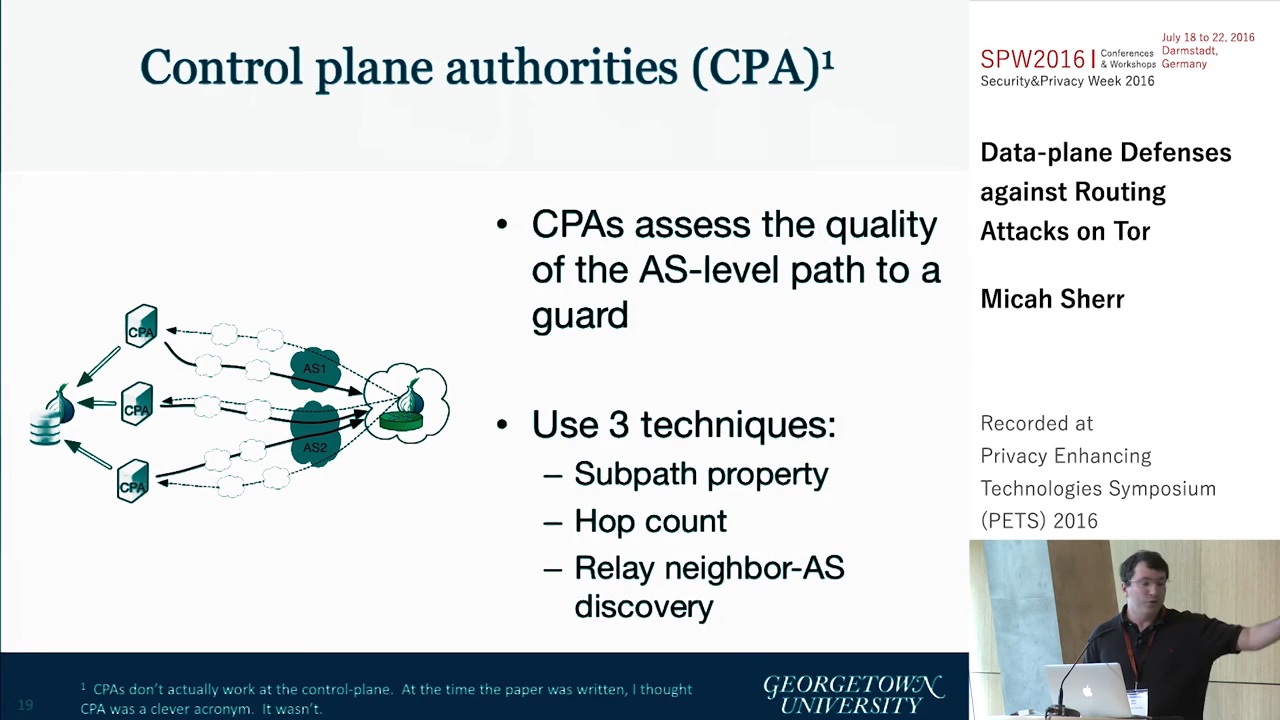 Control plane authorities (CPA)¹
• CPAs assess the quality
of the AS-level path to a
guard
• Use 3 techniques:
– Subpath property
– Hop count
– Relay neighbor-AS
discovery
CPA
CPA
CPA
AS1
AS2
19
¹ CPAs don’t actually work at the control-plane. At the time the paper was written, I thought
CPA was a clever acronym. It wasn’t.
GEORGETOWN
UNIVERSITY
SPW2016 | Conferences
& Workshops
July 18 to 22, 2016
Darmstadt,
Germany
Security&Privacy Week 2016
Data-plane Defenses
against Routing
Attacks on Tor
Micah Sherr
Recorded at
Privacy Enhancing
Technologies Symposium
(PETS) 2016